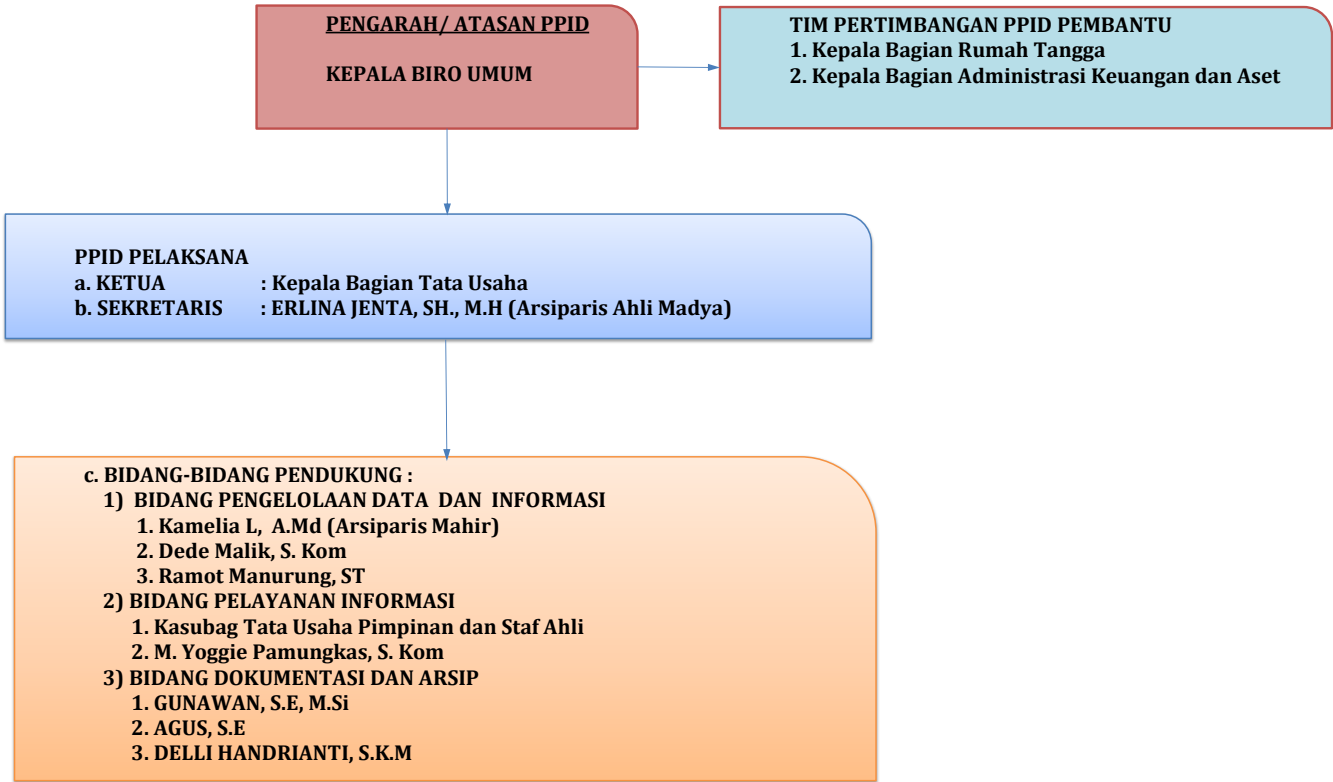 PENGARAH/ ATASAN PPID
KEPALA BIRO UMUM
TIM PERTIMBANGAN PPID PEMBANTU
1. Kepala Bagian Rumah Tangga
2. Kepala Bagian Administrasi Keuangan dan Aset
PPID PELAKSANA
a. KETUA : Kepala Bagian Tata Usaha
b. SEKRETARIS : ERLINA JENTA, SH., M.H (Arsiparis Ahli Madya)
c. BIDANG-BIDANG PENDUKUNG :
1) BIDANG PENGELOLAAN DATA DAN INFORMASI
1. Kamelia L, A.Md (Arsiparis Mahir)
2. Dede Malik, S. Kom
3. Ramot Manurung, ST
2) BIDANG PELAYANAN INFORMASI
1. Kasubag Tata Usaha Pimpinan dan Staf Ahli
2. M. Yoggie Pamungkas, S. Kom
3) BIDANG DOKUMENTASI DAN ARSIP
1. GUNAWAN, S.E, M.Si
2. AGUS, S.E
3. DELLI HANDRIANTI, S.K.M